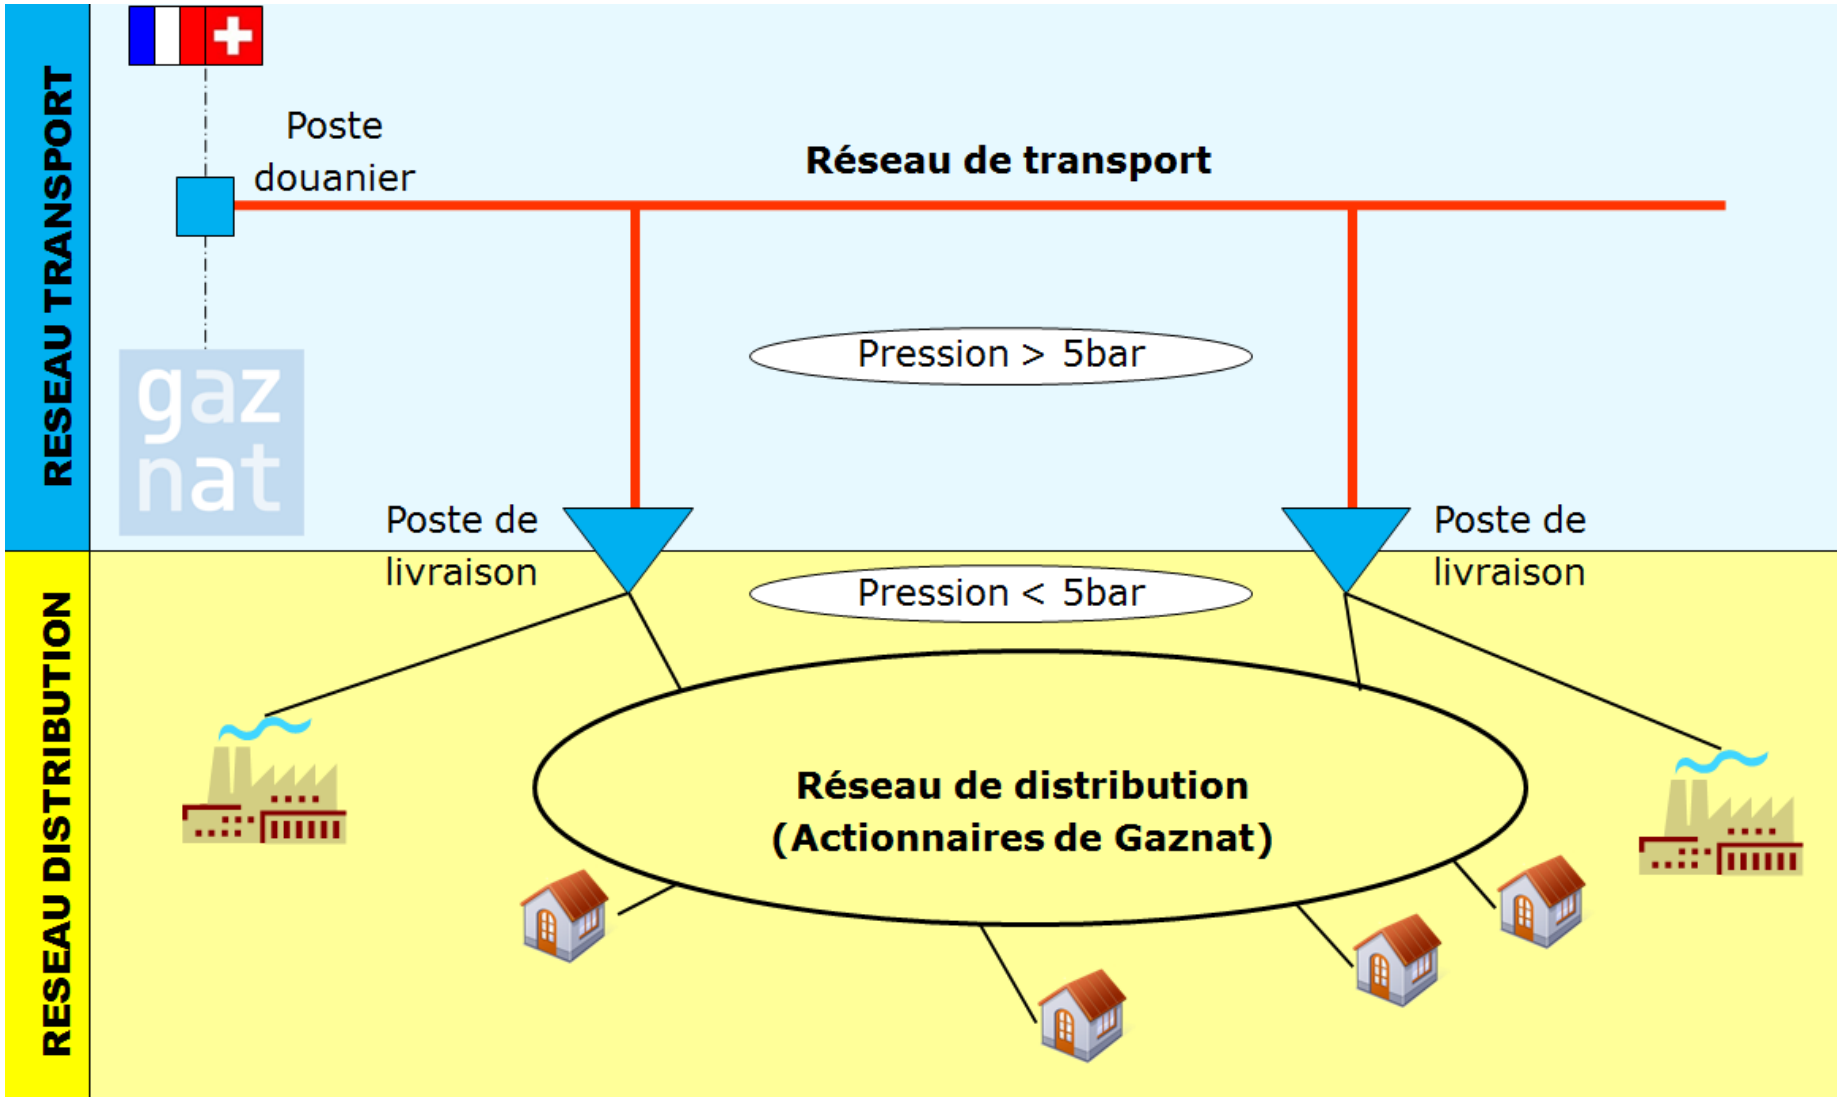 RESEAU TRANSPORT
Poste
douanier
Réseau de transport
Pression > 5bar
gaz
nat
Poste de
livraison
Poste de
livraison
RESEAU DISTRIBUTION
Pression < 5bar
Réseau de distribution
(Actionnaires de Gaznat)